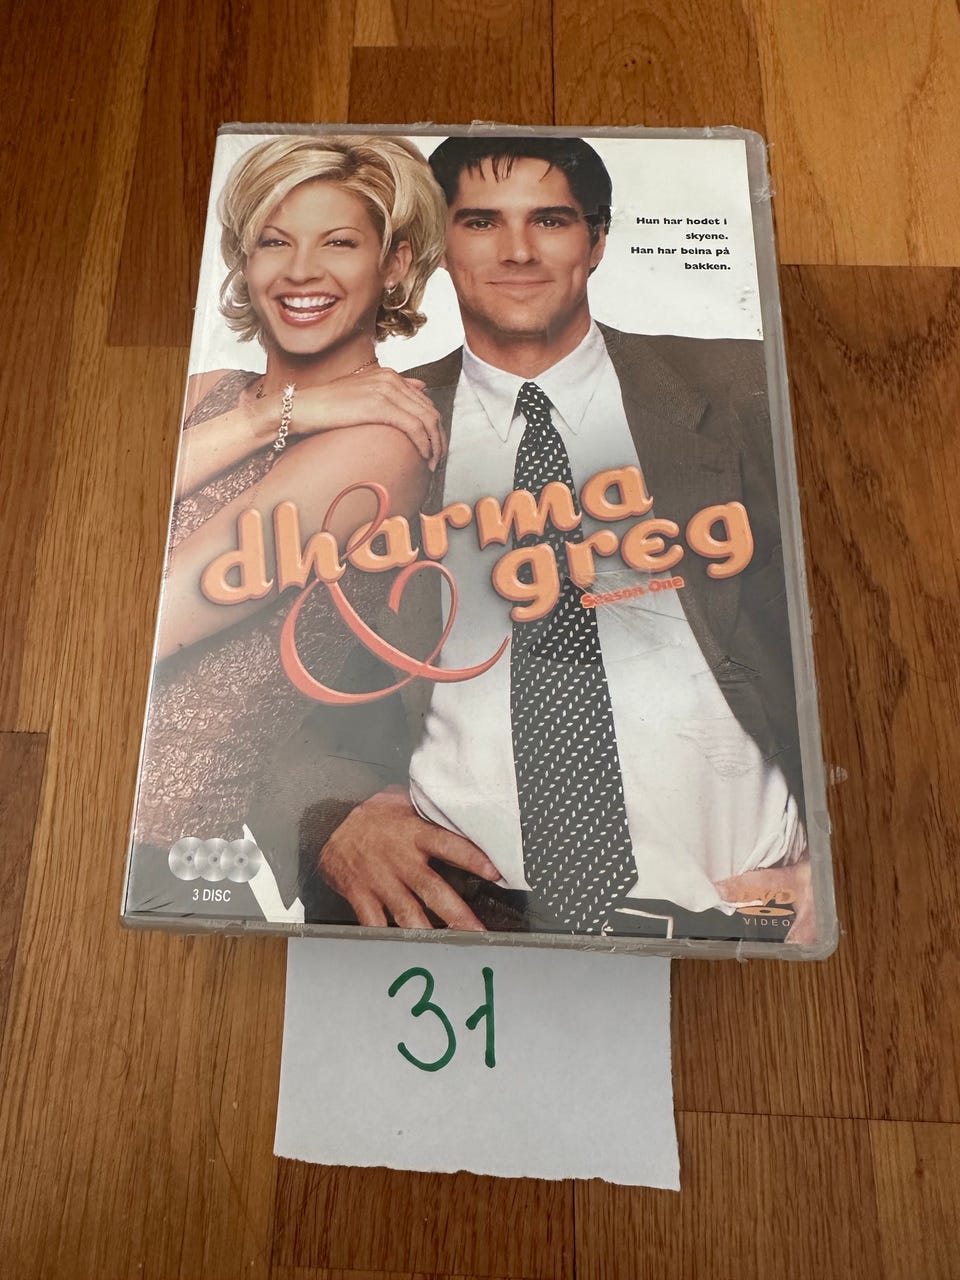 Hun har hodet i
skyene.
Han har beina på
bakken.
dharma
& greg
Season One
3 DISC
DVD
VIDEO
31